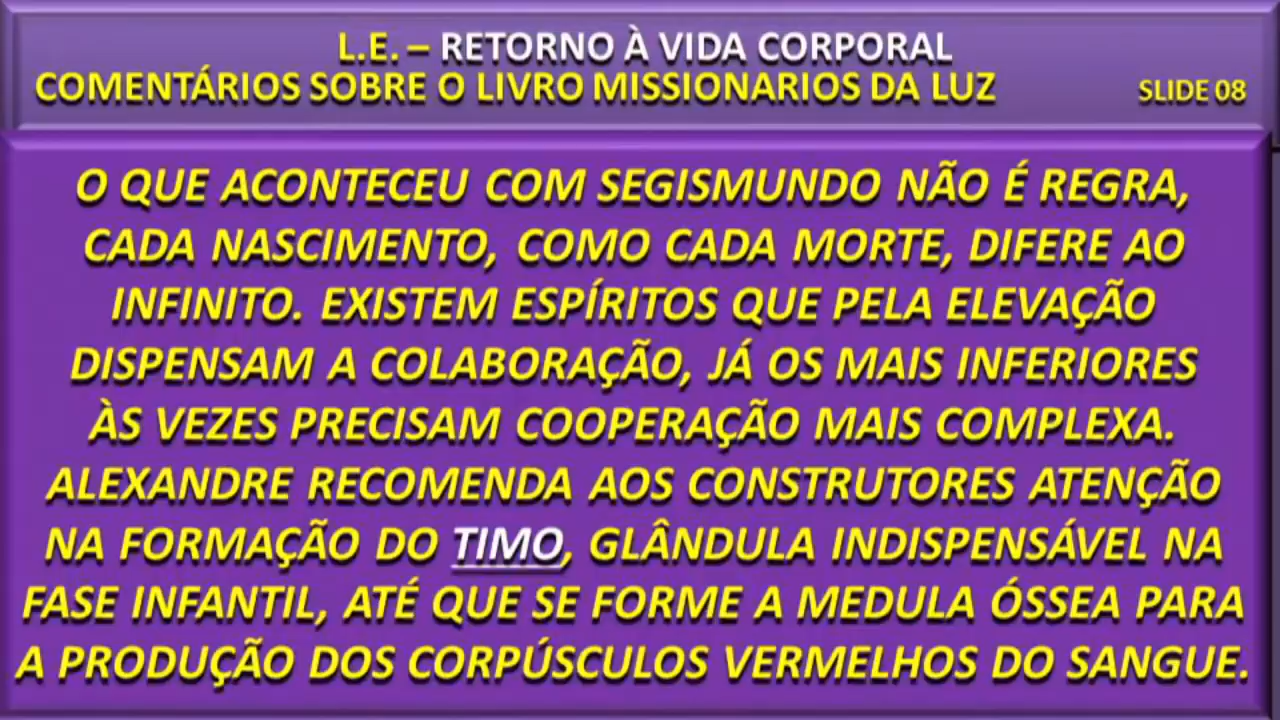 L.E. – RETORNO À VIDA CORPORAL
COMENTÁRIOS SOBRE O LIVRO MISSIONARIOS DA LUZ SLIDE 08
O QUE ACONTECEU COM SEGISMUNDO NÃO É REGRA,
CADA NASCIMENTO, COMO CADA MORTE, DIFERE AO
INFINITO. EXISTEM ESPÍRITOS QUE PELA ELEVAÇÃO
DISPENSAM A COLABORAÇÃO, JÁ OS MAIS INFERIORES
ÀS VEZES PRECISAM COOPERAÇÃO MAIS COMPLEXA.
ALEXANDRE RECOMENDA AOS CONSTRUTORES ATENÇÃO
NA FORMAÇÃO DO TIMO, GLÂNDULA INDISPENSÁVEL NA
FASE INFANTIL, ATÉ QUE SE FORME A MEDULA ÓSSEA PARA
A PRODUÇÃO DOS CORPÚSCULOS VERMELHOS DO SANGUE.